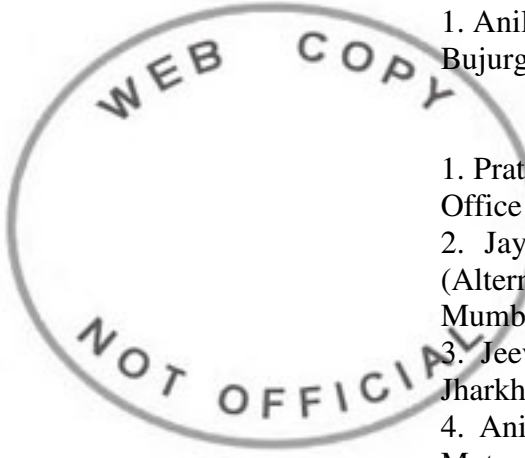 WEB COPY
NOT OFFICIAL
1. Anil
Bujurg
1. Prat
Office
2. Jay
(Altern
Mumb
3. Jeev
Jharkh
4. Ani